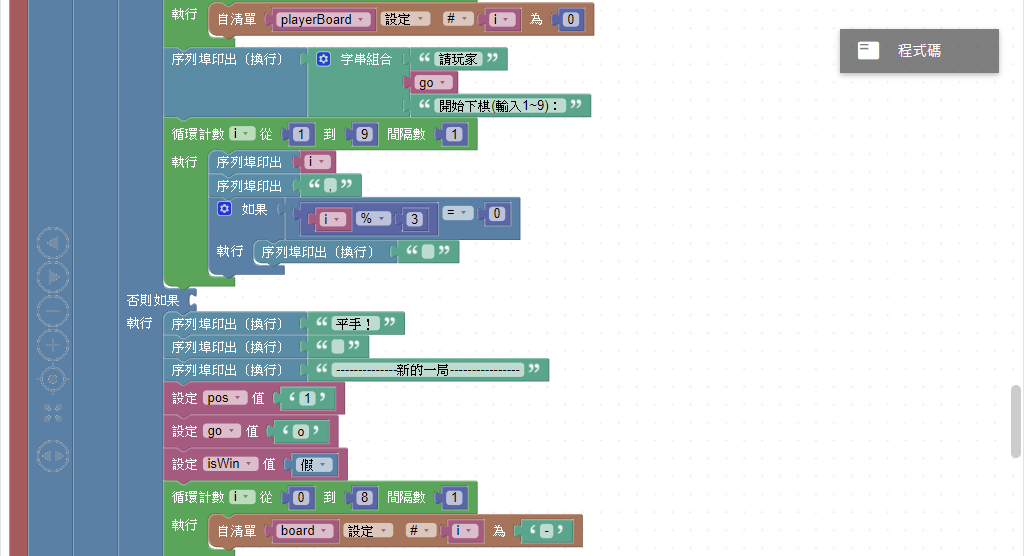 執行 自清單 playerBoard 設定 # i 為 0
程式碼
序列埠印出（換行） 字串組合 “ 請玩家 ”
go
“ 開始下棋(輸入1~9)： ”
循環計數 i 從 1 到 9 間隔數 1
執行 序列埠印出 i
序列埠印出 “ , ”
如果 i % 3 = 0
執行 序列埠印出（換行） “ ”
否則如果
執行 序列埠印出（換行） “ 平手！ ”
序列埠印出（換行） “ ”
序列埠印出（換行） “ --------------新的一局---------------- ”
設定 pos 值 ‘ 1 ’
設定 go 值 ‘ o ’
設定 isWin 值 假
循環計數 i 從 0 到 8 間隔數 1
執行 自清單 board 設定 # i 為 ‘ - ’